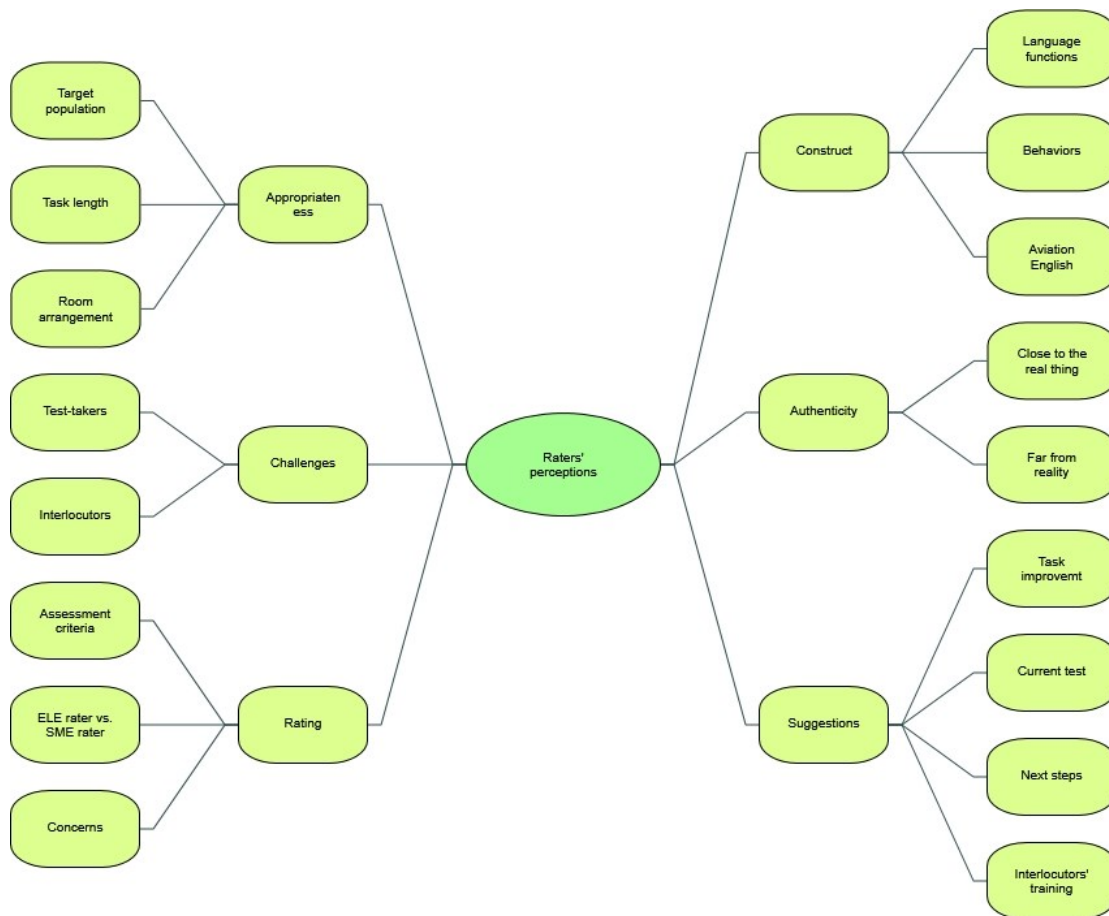 Target
population
Task length
Room
arrangement
Appropriaten
ess
Test-takers
Interlocutors
Challenges
Assessment
criteria
ELE rater vs.
SME rater
Concerns
Rating
Raters'
perceptions
Construct
Language
functions
Behaviors
Aviation
English
Authenticity
Close to the
real thing
Far from
reality
Suggestions
Task
improvemt
Current test
Next steps
Interlocutors'
training